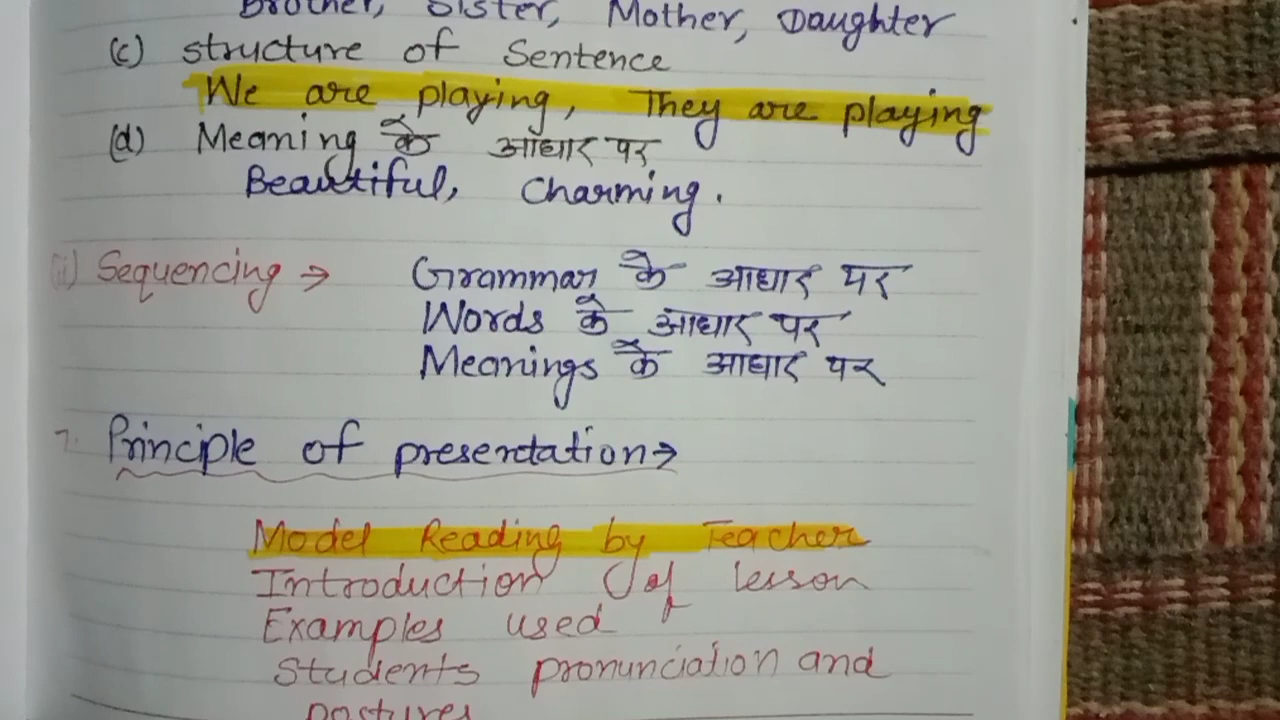 Brother, Sister, Mother, Daughter
(c) structure of Sentence
We are playing, They are playing
(d) Meaning के आधार पर
Beautiful, Charming.
(ii) Sequencing → Grammar के आधार पर
Words के आधार पर
Meanings के आधार पर
7. Principle of presentation→
Model Reading by Teacher
Introduction of lesson
Examples used
Students pronunciation and
postures